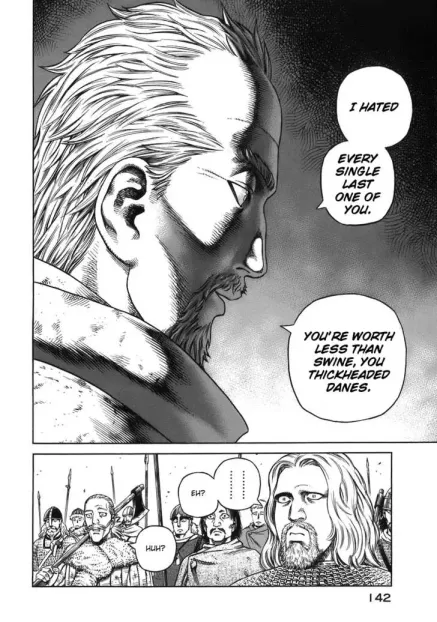 I HATED
EVERY
SINGLE
LAST
ONE OF
YOU.
YOU'RE WORTH
LESS THAN
SWINE, YOU
THICKHEADED
DANES.
HUH?
EH?
......
142